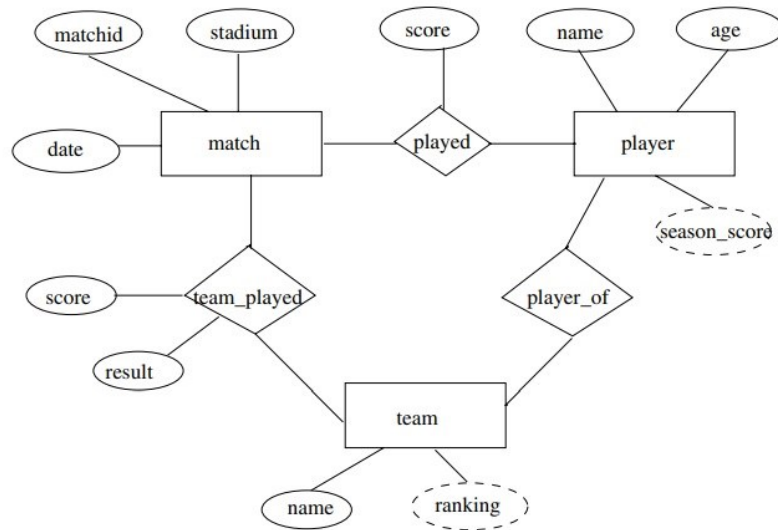 matchid
stadium
score
name
age
date
match
played
player
season_score
score
team_played
player_of
result
team
name
ranking